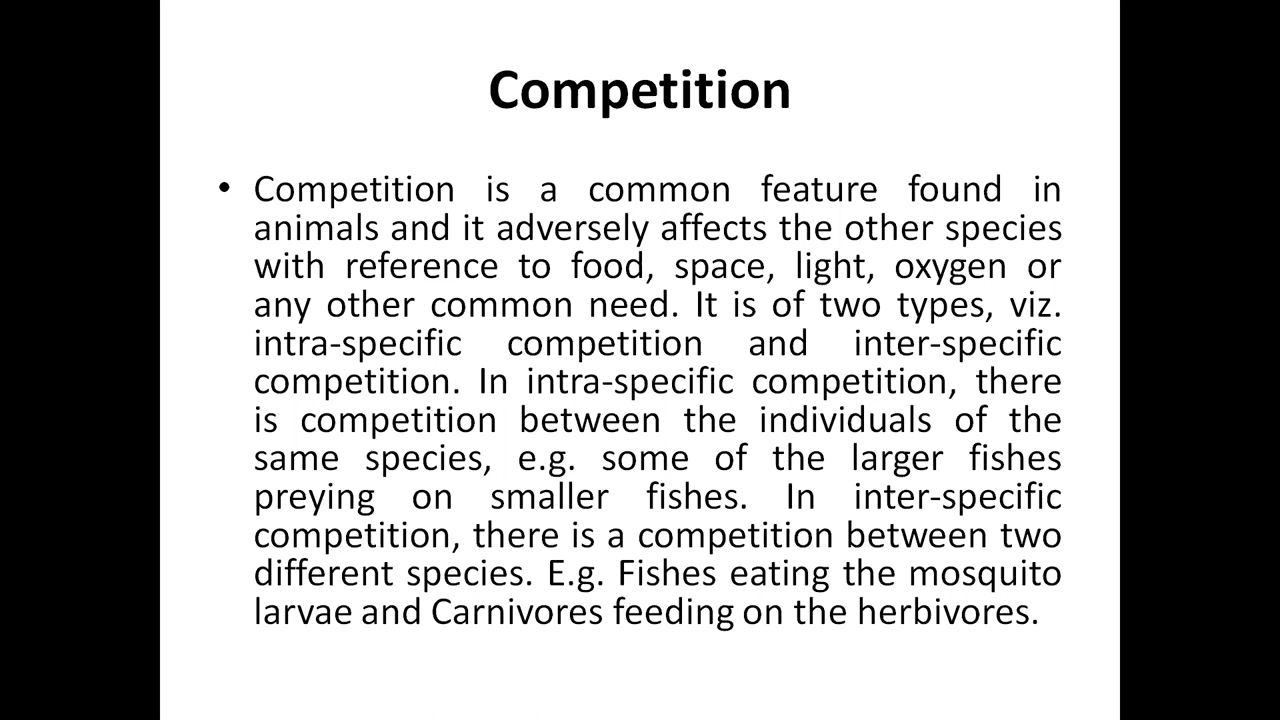 Competition
• Competition is a common feature found in
animals and it adversely affects the other species
with reference to food, space, light, oxygen or
any other common need. It is of two types, viz.
intra-specific competition and inter-specific
competition. In intra-specific competition, there
is competition between the individuals of the
same species, e.g. some of the larger fishes
preying on smaller fishes. In inter-specific
competition, there is a competition between two
different species. E.g. Fishes eating the mosquito
larvae and Carnivores feeding on the herbivores.